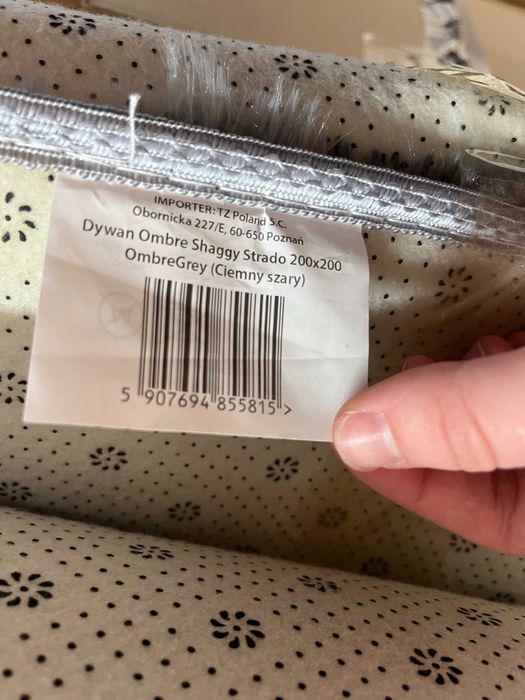 IMPORTER: TZ Poland S.c.
Obornicka 227/E, 60-650 Poznań
Dywan Ombre Shaggy Strado 200x200
OmbreGrey (Ciemny szary)
5 907694 855815 >